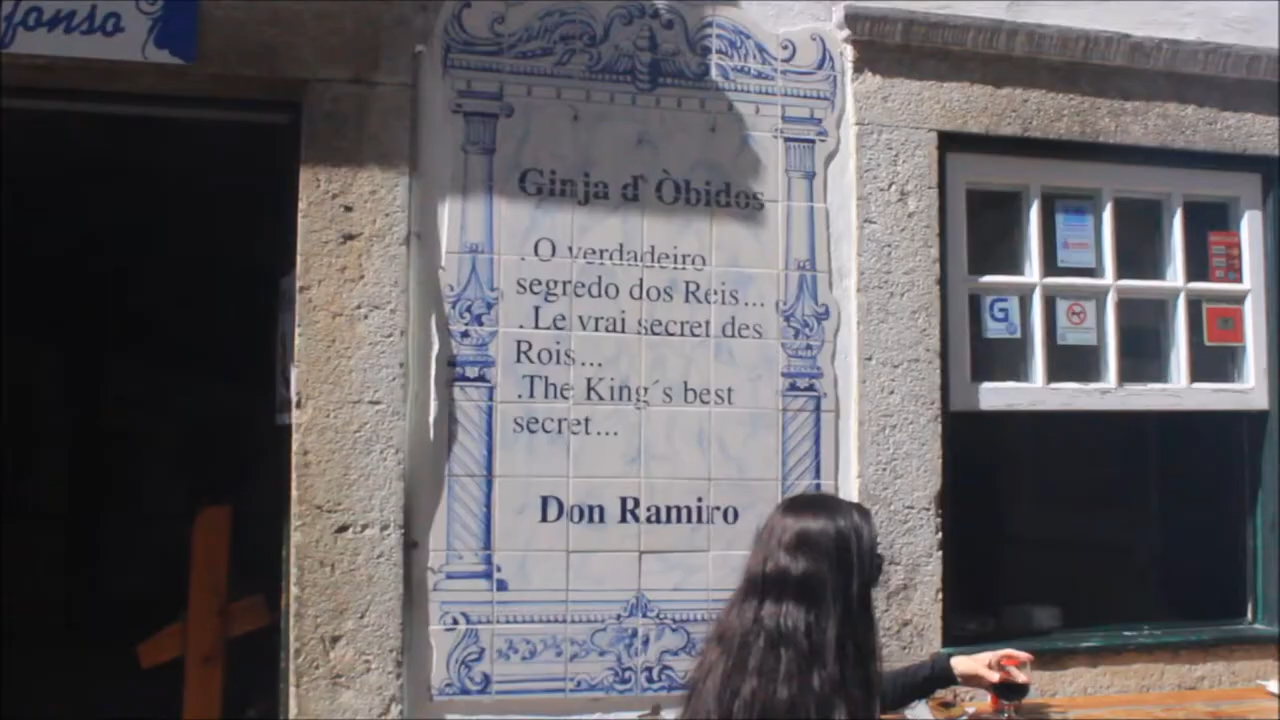 fonso
Ginja d´ Òbidos
. O verdadeiro
segredo dos Reis...
. Le vrai secret des
Rois...
.The King´s best
secret...
Don Ramiro
G